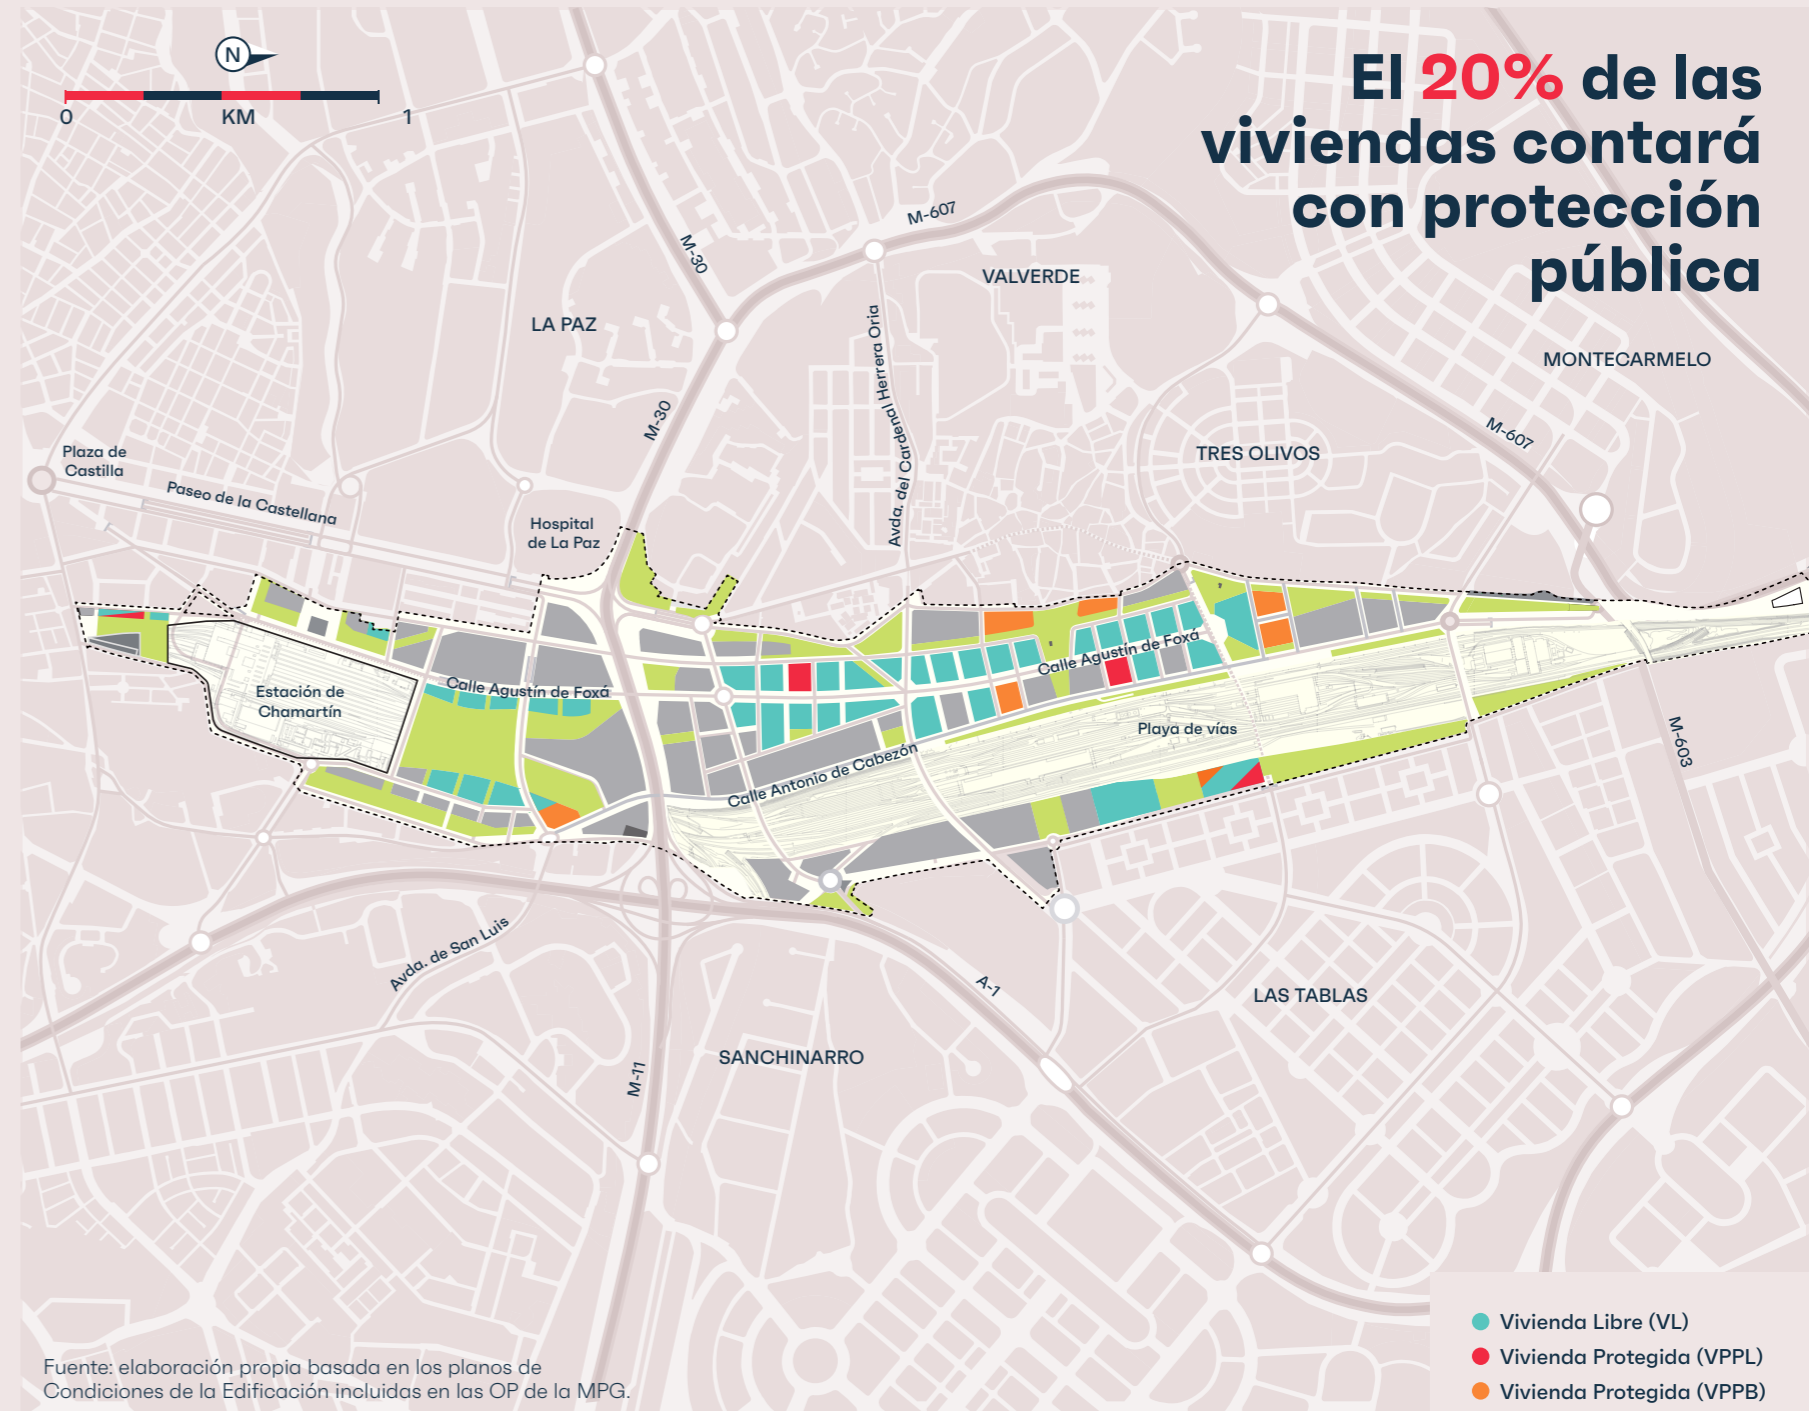 N
0 KM 1
El 20% de las
viviendas contará
con protección
pública
M-607
M-30
VALVERDE
LA PAZ
Avda. del Cardenal Herrera Oria
MONTECARMELO
M-30
M-607
TRES OLIVOS
Plaza de
Castilla
Paseo de la Castellana
Hospital
de La Paz
Calle Agustín de Foxá
Estación de
Chamartín
Calle Agustín de Foxá
Playa de vías
M-603
Calle Antonio de Cabezón
Avda. de San Luis
A-1
LAS TABLAS
SANCHINARRO
M-11
Vivienda Libre (VL)
Vivienda Protegida (VPPL)
Vivienda Protegida (VPPB)
Fuente: elaboración propia basada en los planos de
Condiciones de la Edificación incluidas en las OP de la MPG.